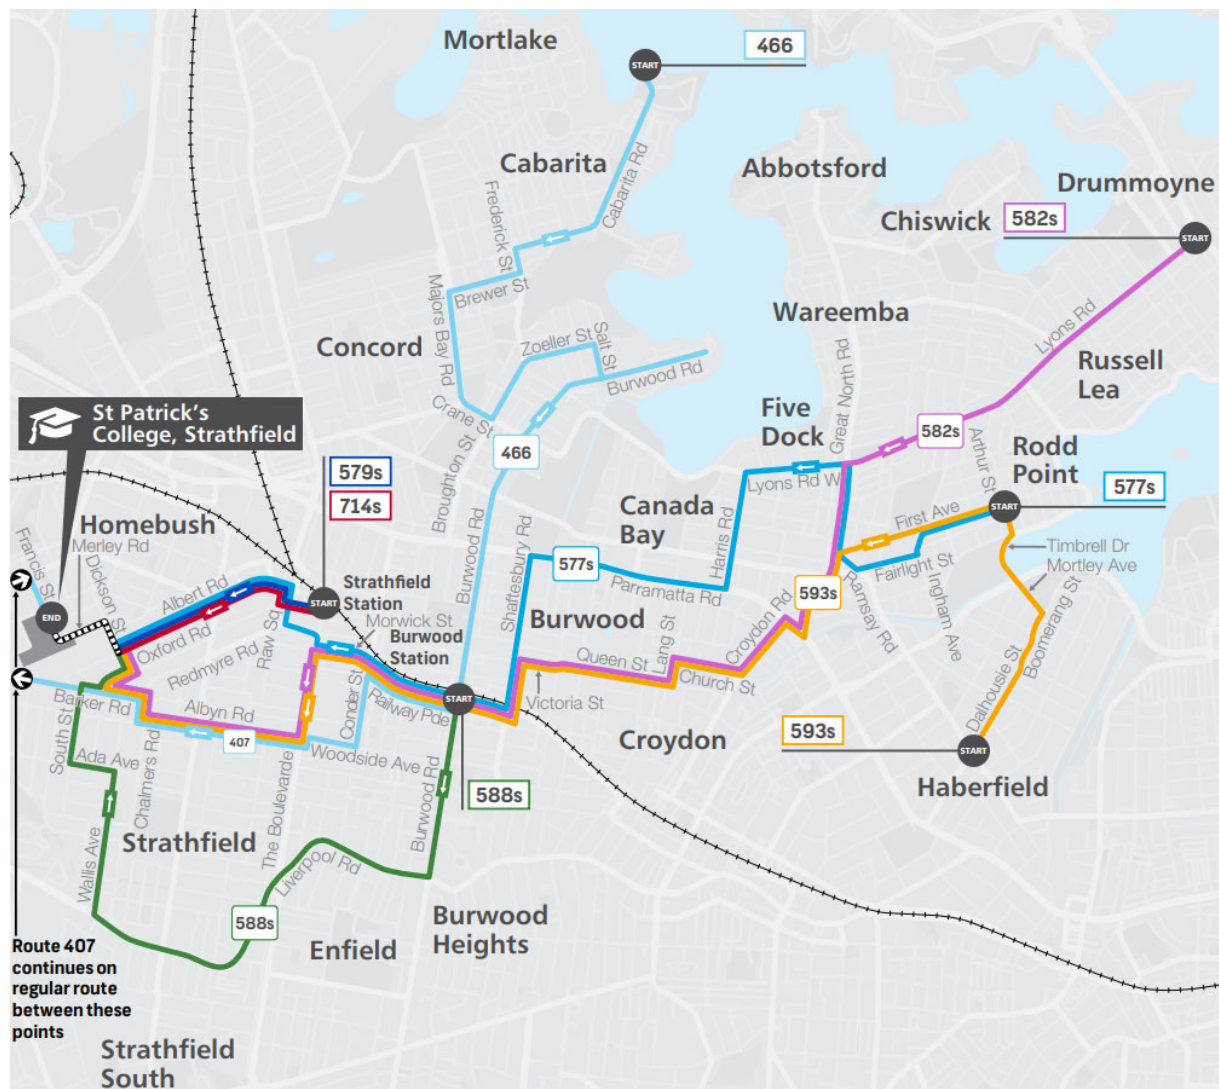 Mortlake
START
466
Cabarita
Cabarita Rd
Abbotsford
Drummoyne
Chiswick
582s
START
Frederick St
Brewer St
Majors Bay Rd
Wareemba
Lyons Rd
Concord
Zoeller St
Salt St
Burwood Rd
Russell
Lea
Great North Rd
Crane St
St Patrick's
College, Strathfield
Five
Dock
582s
Arthur St
Rodd
Point
Broughton St
466
579s
714s
Lyons Rd W
577s
START
Canada
Bay
First Ave
Homebush
Merley Rd
Francis St
Dickson St
Burwood Rd
Shaftesbury Rd
Harris Rd
577s
Parramatta Rd
Fairlight St
Timbrell Dr
Mortley Ave
Albert Rd
START
Strathfield
Station
593s
Ramsay Rd
Ingham Ave
Boomerang St
END
Oxford Rd
Redmyre Rd
Raw Sq
Morwick St
Burwood
Station
Burwood
Croydon Rd
Lang St
Queen St
Church St
Dalhousie St
START
Victoria St
Barker Rd
Albyn Rd
Conder St
Railway Pde
South St
407
Woodside Ave
Croydon
593s
START
Haberfield
Ada Ave
Chalmers Rd
The Boulevarde
Burwood Rd
588s
Strathfield
Wallis Ave
Liverpool Rd
588s
Enfield
Burwood
Heights
Route 407
continues on
regular route
between these
points
Strathfield
South